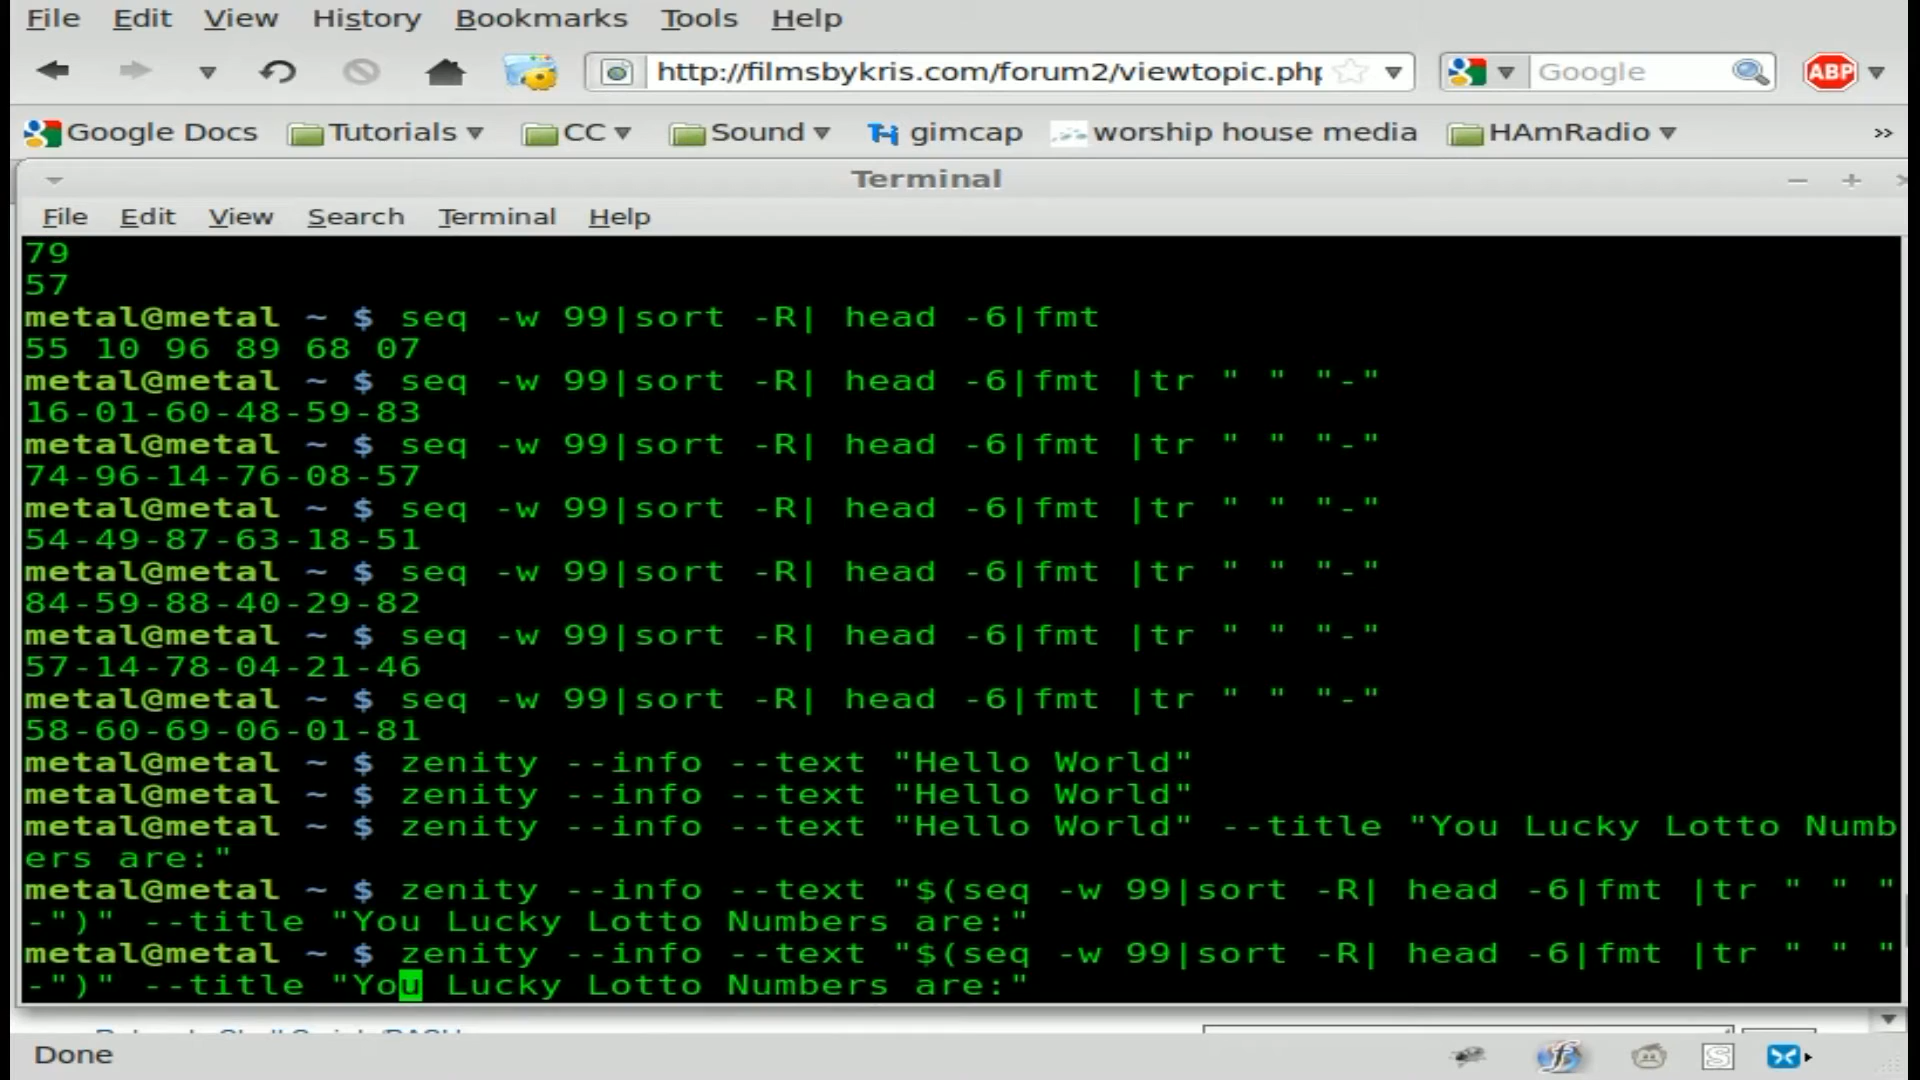 File Edit View History Bookmarks Tools Help
http://filmsbykris.com/forum2/viewtopic.php Google ABP
Google Docs Tutorials CC Sound gimcap worship house media HAmRadio »
Terminal
File Edit View Search Terminal Help
79
57
metal@metal ~ $ seq -w 99|sort -R| head -6|fmt
55 10 96 89 68 07
metal@metal ~ $ seq -w 99|sort -R| head -6|fmt |tr " " "-"
16-01-60-48-59-83
metal@metal ~ $ seq -w 99|sort -R| head -6|fmt |tr " " "-"
74-96-14-76-08-57
metal@metal ~ $ seq -w 99|sort -R| head -6|fmt |tr " " "-"
54-49-87-63-18-51
metal@metal ~ $ seq -w 99|sort -R| head -6|fmt |tr " " "-"
84-59-88-40-29-82
metal@metal ~ $ seq -w 99|sort -R| head -6|fmt |tr " " "-"
57-14-78-04-21-46
metal@metal ~ $ seq -w 99|sort -R| head -6|fmt |tr " " "-"
58-60-69-06-01-81
metal@metal ~ $ zenity --info --text "Hello World"
metal@metal ~ $ zenity --info --text "Hello World"
metal@metal ~ $ zenity --info --text "Hello World" --title "You Lucky Lotto Numb
ers are:"
metal@metal ~ $ zenity --info --text "$(seq -w 99|sort -R| head -6|fmt |tr " " "
-")" --title "You Lucky Lotto Numbers are:"
metal@metal ~ $ zenity --info --text "$(seq -w 99|sort -R| head -6|fmt |tr " " "
-")" --title "You Lucky Lotto Numbers are:"
Done